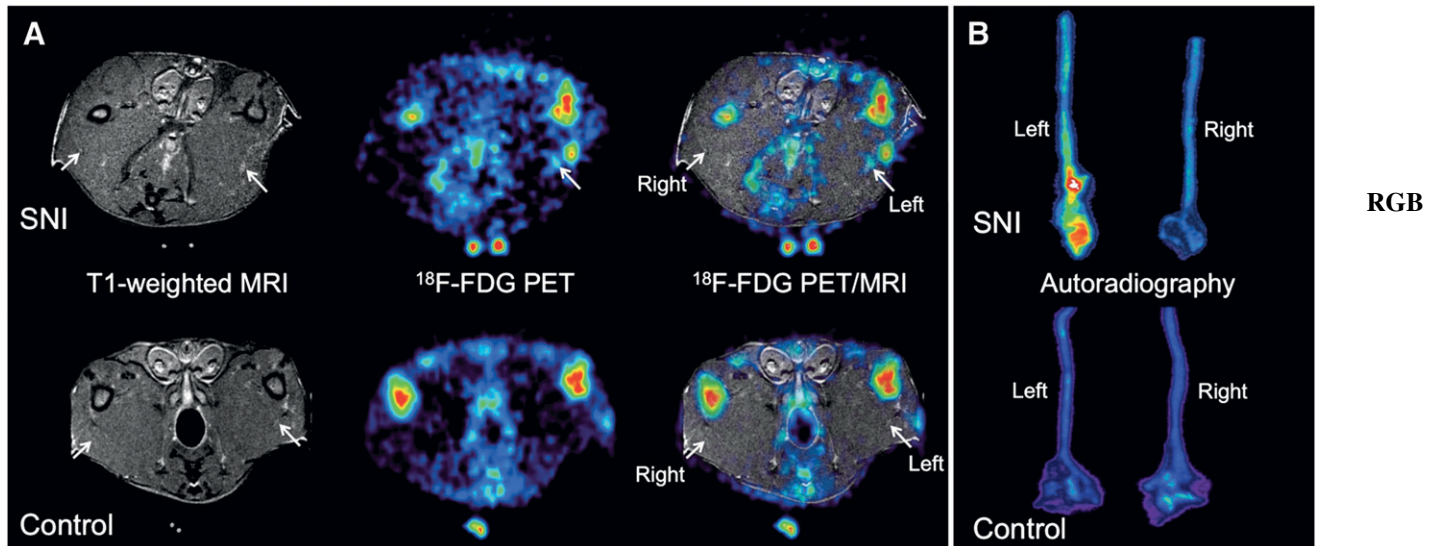 A
Right
Left
SNI
T1-weighted MRI
¹⁸F-FDG PET
¹⁸F-FDG PET/MRI
Right
Left
Control
B
Left
Right
SNI
Autoradiography
Left
Right
Control
RGB